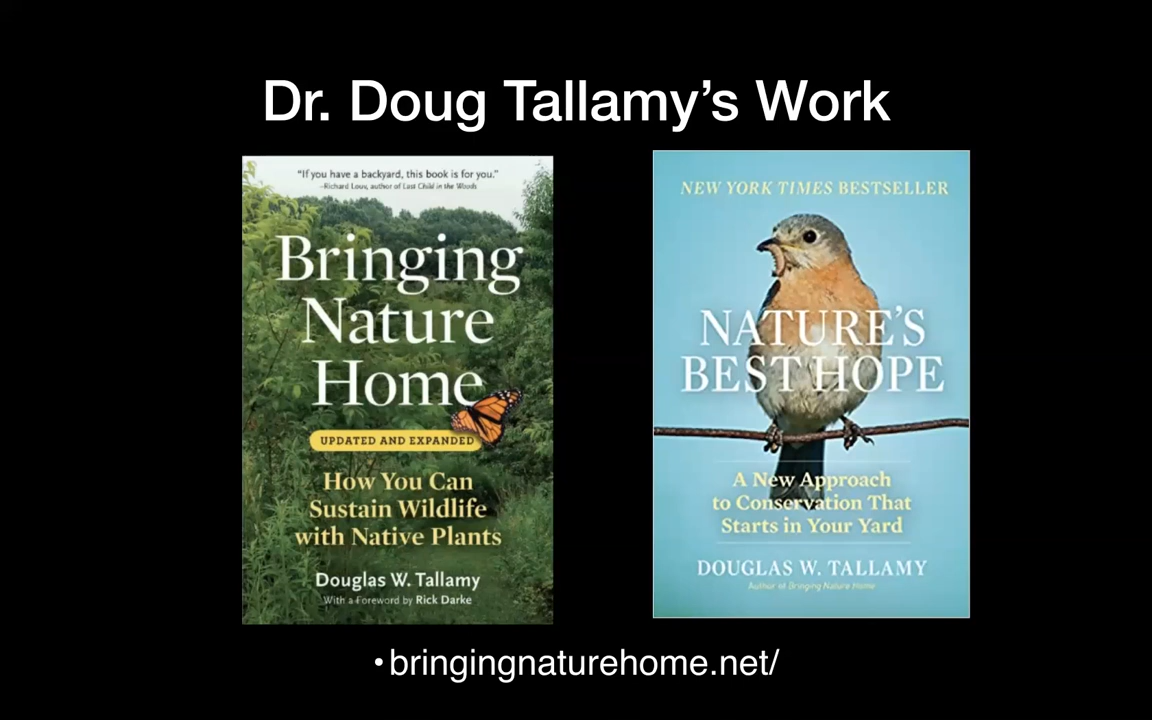 Dr. Doug Tallamy’s Work
“If you have a backyard, this book is for you.”
–Richard Louv, author of Last Child in the Woods
Bringing
Nature
Home
UPDATED AND EXPANDED
How You Can
Sustain Wildlife
with Native Plants
Douglas W. Tallamy
With a Foreword by Rick Darke
NEW YORK TIMES BESTSELLER
NATURE’S
BEST HOPE
A New Approach
to Conservation That
Starts in Your Yard
DOUGLAS W. TALLAMY
Author of Bringing Nature Home
• bringingnaturehome.net/